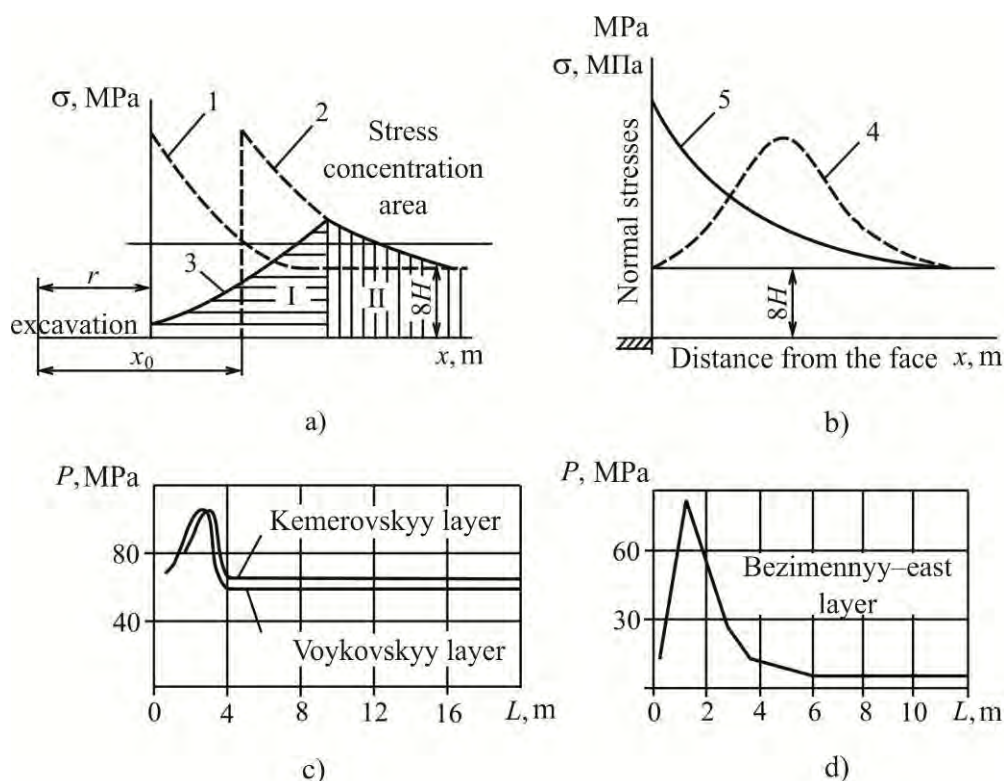 σ, MPa
1
2
Stress
concentration
area
3
r
I
II
8H
excavation
x₀
x, m
a)
MPa
σ, МПа
5
4
Normal stresses
8H
Distance from the face x, m
b)
P, MPa
Kemerovskyy layer
80
40
Voykovskyy layer
0 4 8 12 16 L, m
c)
P, MPa
60
Bezimennyy–east
layer
30
0 2 4 6 8 10 L, m
d)